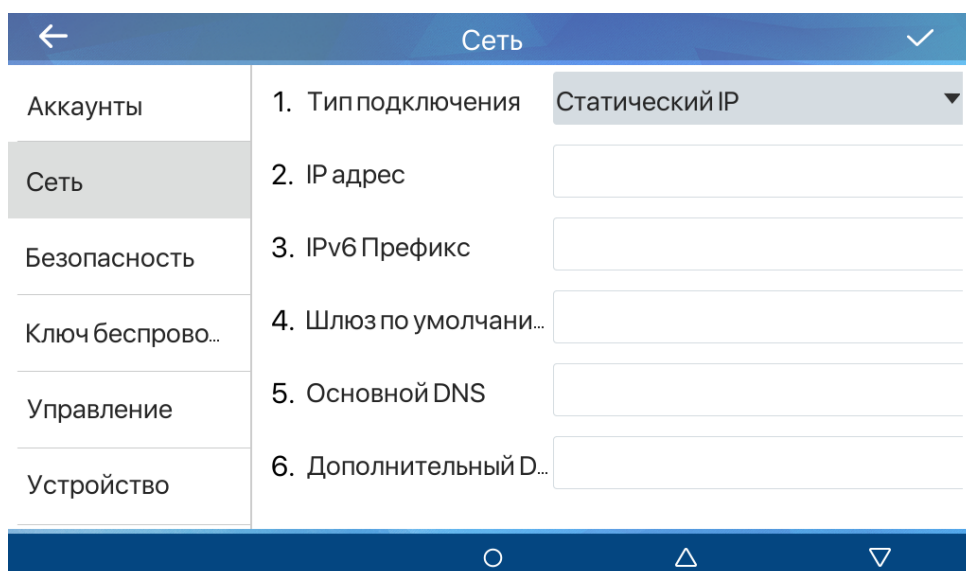 Сеть
Аккаунты
Сеть
Безопасность
Ключ беспрово...
Управление
Устройство
1. Тип подключения Статический IP
2. IP адрес
3. IPv6 Префикс
4. Шлюз по умолчани...
5. Основной DNS
6. Дополнительный D...